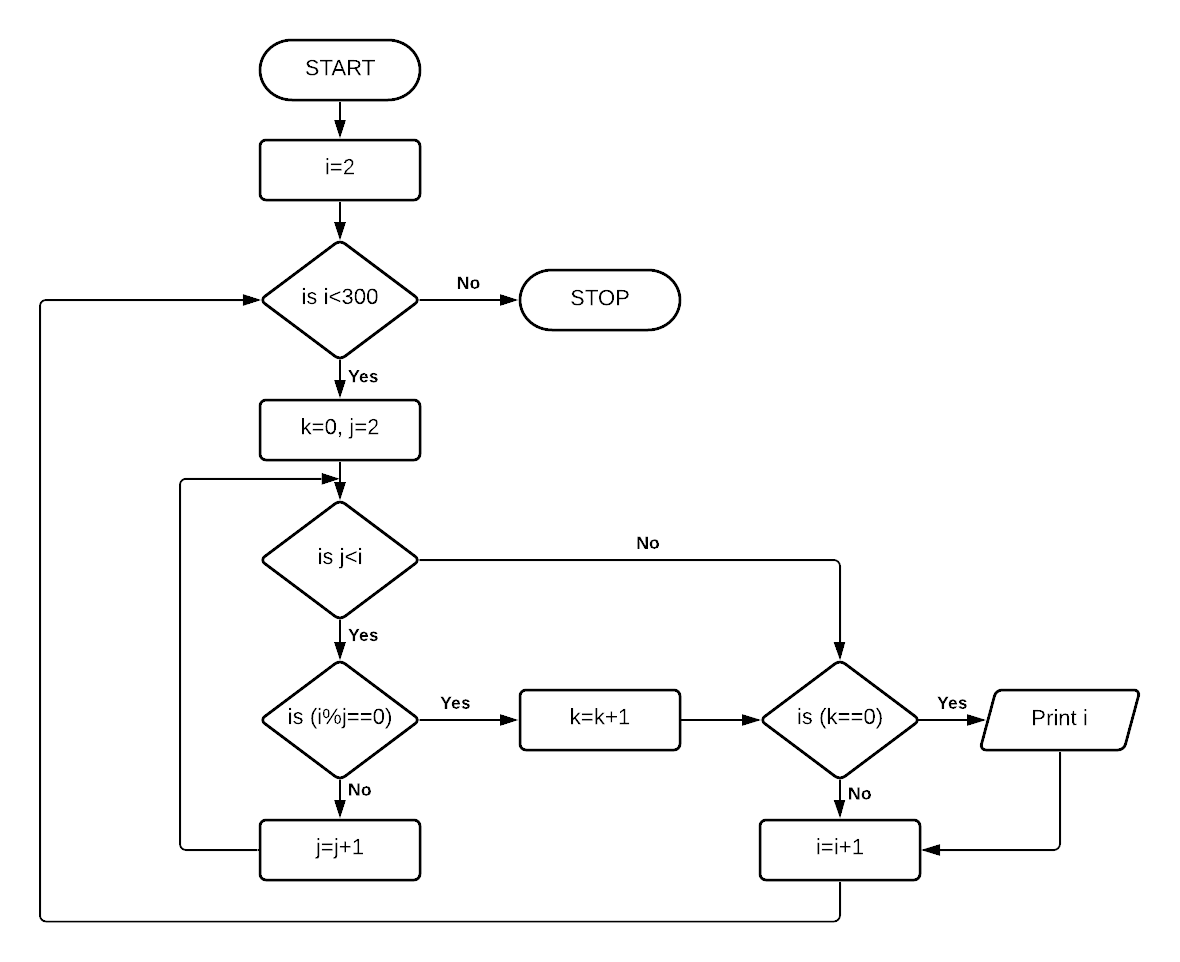 START
i=2
is i<300
No
STOP
Yes
k=0, j=2
is j<i
No
Yes
is (i%j==0)
Yes
k=k+1
is (k==0)
Yes
Print i
No
No
j=j+1
i=i+1